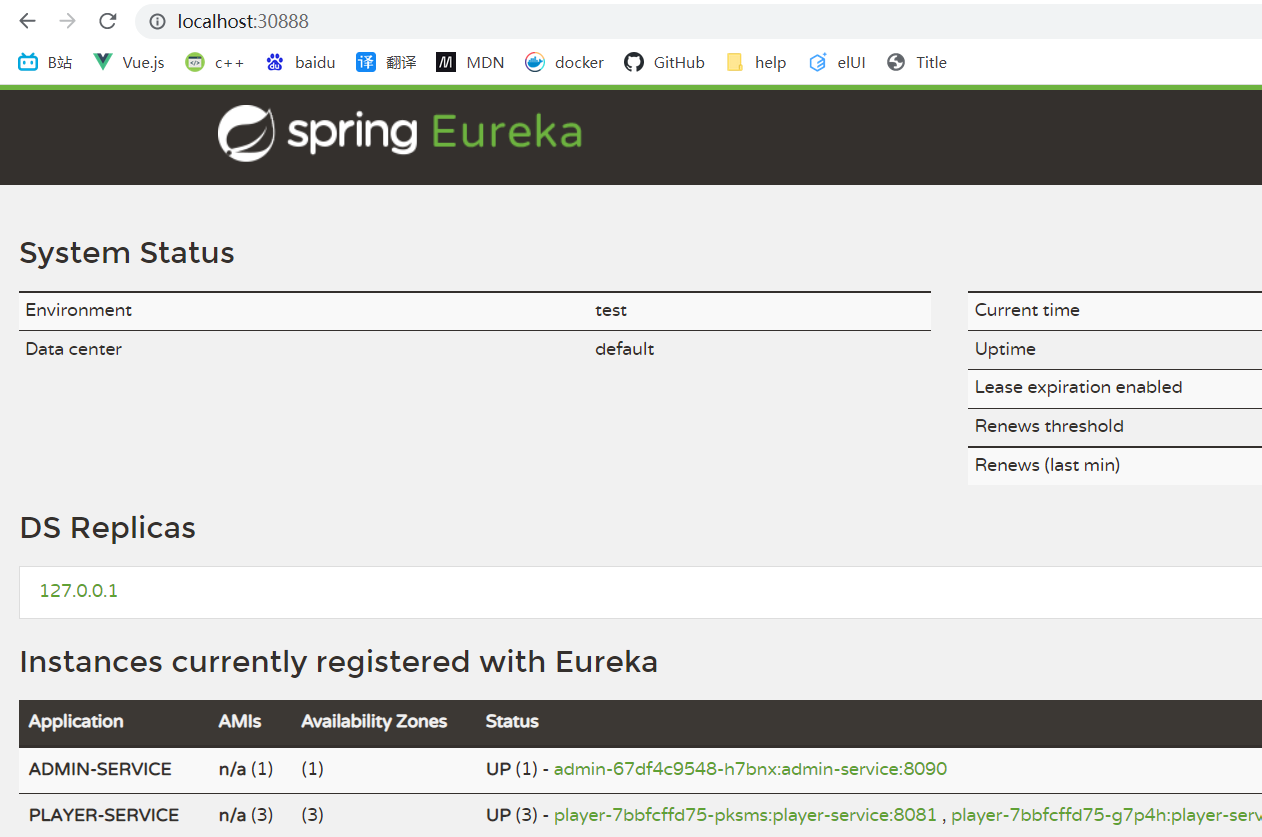 localhost:30888
B站 Vue.js c++ baidu 译 翻译 MDN docker GitHub help elUI Title
spring Eureka
System Status
Environment test Current time
Data center default Uptime
Lease expiration enabled
Renews threshold
Renews (last min)
DS Replicas
127.0.0.1
Instances currently registered with Eureka
Application AMIs Availability Zones Status
ADMIN-SERVICE n/a (1) (1) UP (1) - admin-67df4c9548-h7bnx:admin-service:8090
PLAYER-SERVICE n/a (3) (3) UP (3) - player-7bbfcffd75-pksms:player-service:8081 , player-7bbfcffd75-g7p4h:player-serv